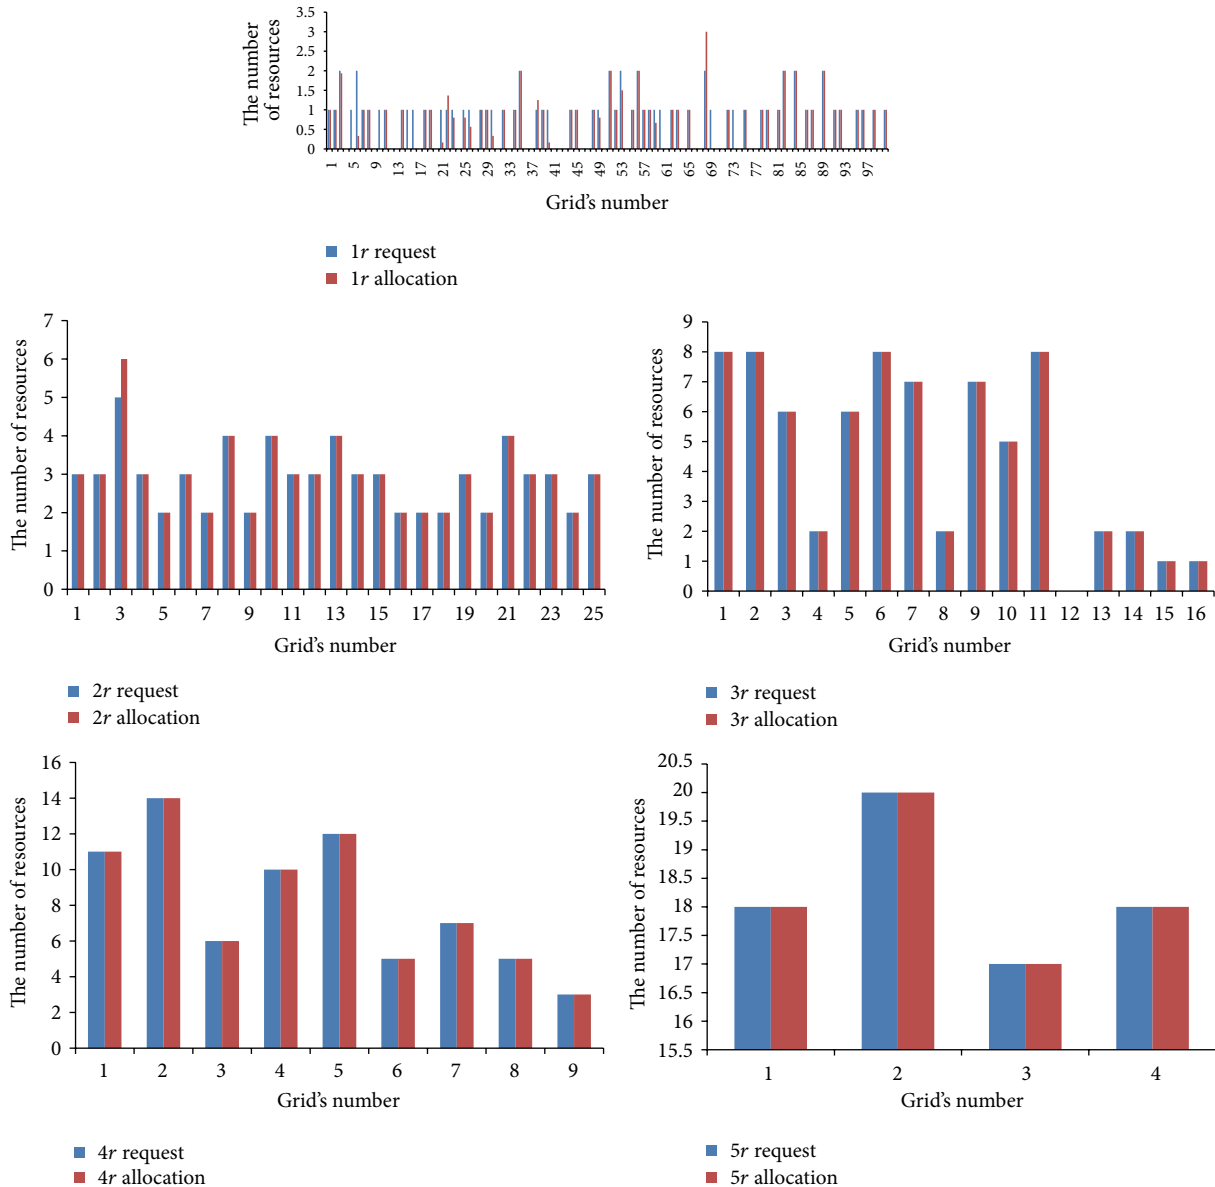 The number
of resources
3.5
3
2.5
2
1.5
1
0.5
0
1 5 9 13 17 21 25 29 33 37 41 45 49 53 57 61 65 69 73 77 81 85 89 93 97
Grid's number
1r request
1r allocation
The number of resources
7
6
5
4
3
2
1
0
1 3 5 7 9 11 13 15 17 19 21 23 25
Grid's number
2r request
2r allocation
The number of resources
9
8
7
6
5
4
3
2
1
0
1 2 3 4 5 6 7 8 9 10 11 12 13 14 15 16
Grid's number
3r request
3r allocation
The number of resources
16
14
12
10
8
6
4
2
0
1 2 3 4 5 6 7 8 9
Grid's number
4r request
4r allocation
The number of resources
20.5
20
19.5
19
18.5
18
17.5
17
16.5
16
15.5
1 2 3 4
Grid's number
5r request
5r allocation